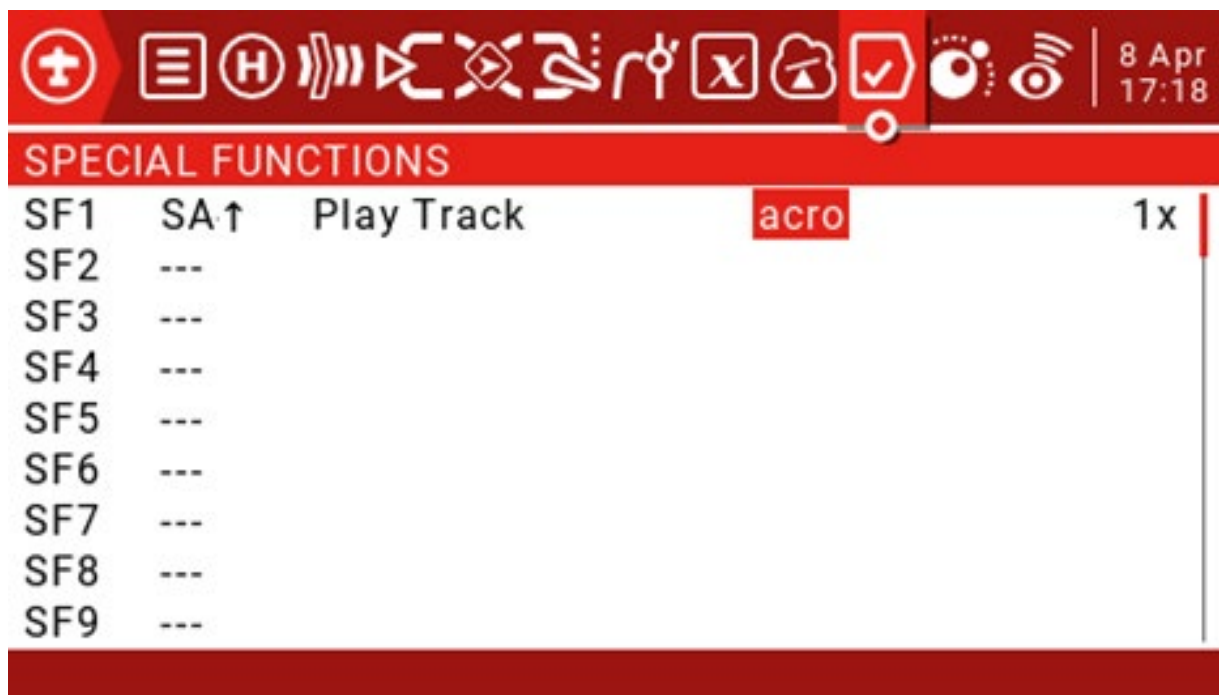 8 Apr
17:18
SPECIAL FUNCTIONS
SF1 SA↑ Play Track acro 1x
SF2 ---
SF3 ---
SF4 ---
SF5 ---
SF6 ---
SF7 ---
SF8 ---
SF9 ---